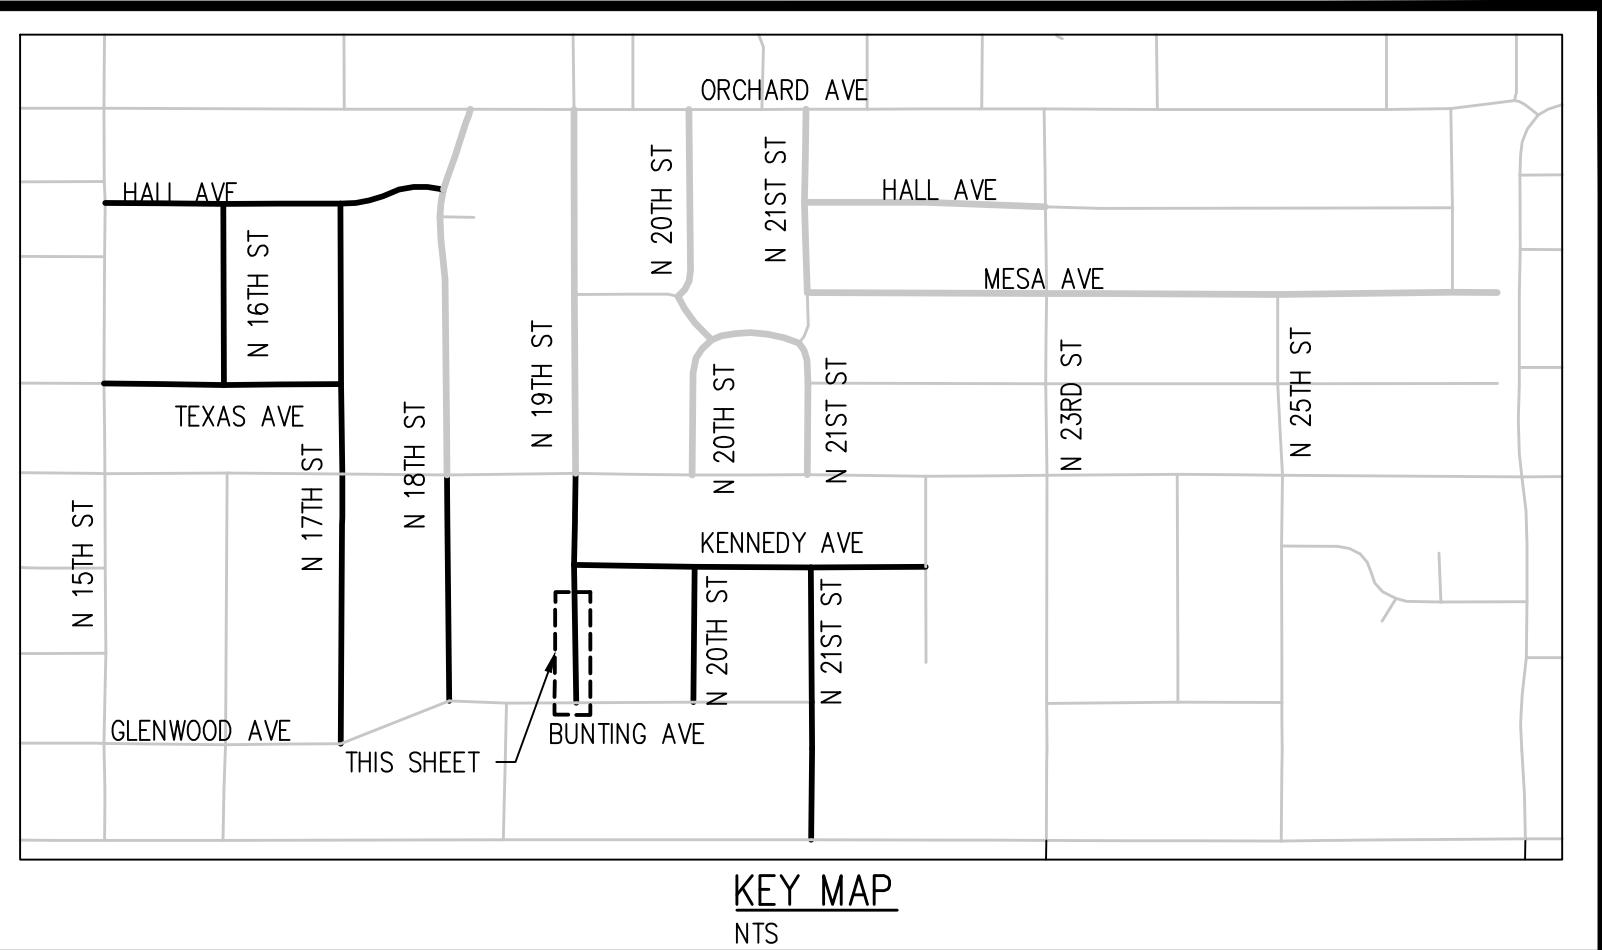 ORCHARD AVE
HALL AVE
N 20TH ST
N 21ST ST
HALL AVE
N 16TH ST
MESA AVE
N 19TH ST
N 23RD ST
N 25TH ST
TEXAS AVE
N 18TH ST
N 20TH ST
N 21ST ST
N 17TH ST
N 15TH ST
KENNEDY AVE
N 20TH ST
N 21ST ST
GLENWOOD AVE
BUNTING AVE
THIS SHEET
KEY MAP
NTS